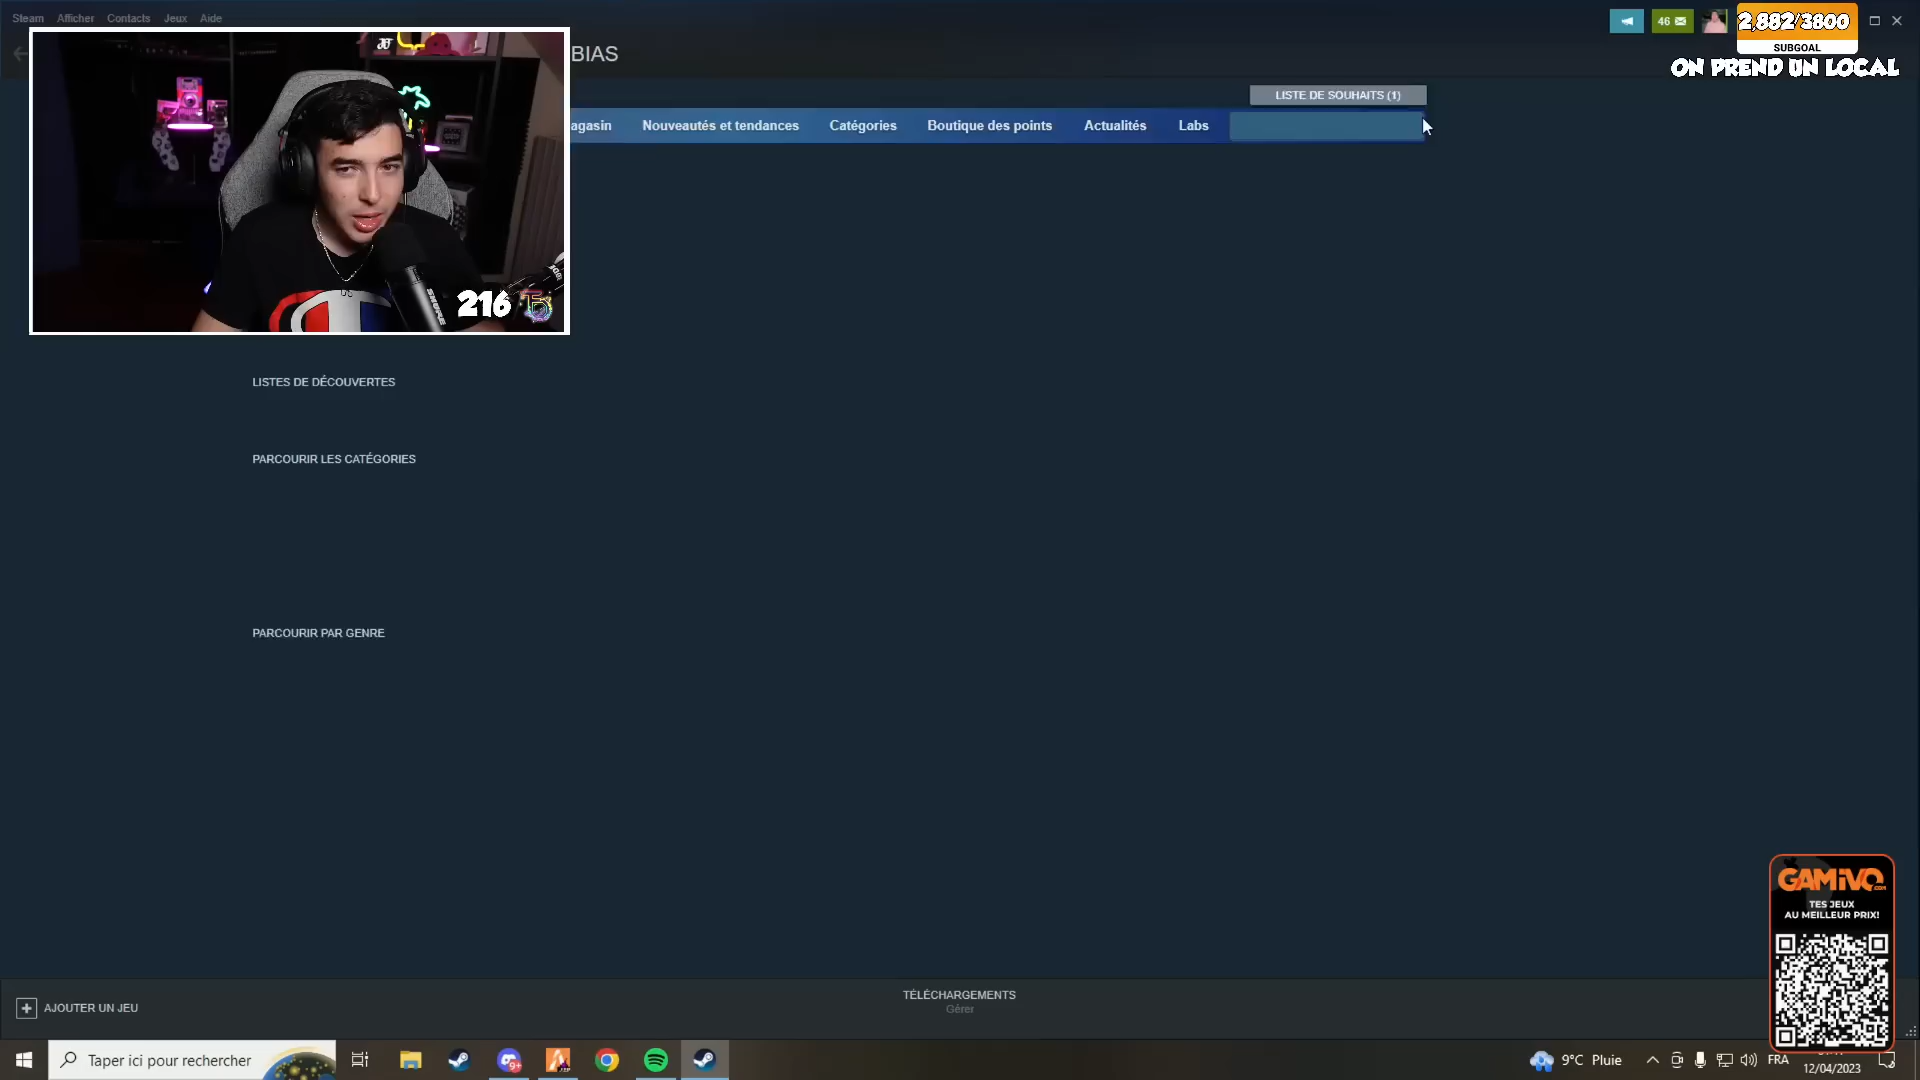 Steam Afficher Contacts Jeux Aide
46
2,882/3800
SUBGOAL
ON PREND UN LOCAL
BIAS
LISTE DE SOUHAITS (1)
agasin Nouveautés et tendances Catégories Boutique des points Actualités Labs
SHURE
216
LISTES DE DÉCOUVERTES
PARCOURIR LES CATÉGORIES
PARCOURIR PAR GENRE
GAMIVO.com
TES JEUX
AU MEILLEUR PRIX!
AJOUTER UN JEU
TÉLÉCHARGEMENTS
Gérer
Taper ici pour rechercher
9+
9°C Pluie
FRA
12/04/2023